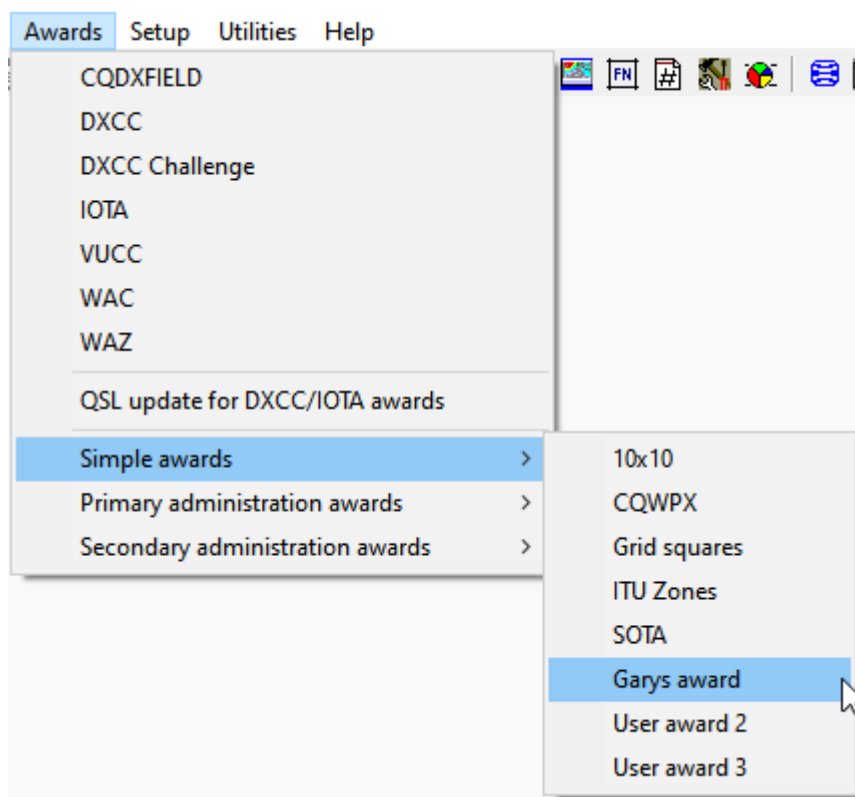 Awards Setup Utilities Help
FN #
CQDXFIELD
DXCC
DXCC Challenge
IOTA
VUCC
WAC
WAZ
QSL update for DXCC/IOTA awards
Simple awards
Primary administration awards
Secondary administration awards
10x10
CQWPX
Grid squares
ITU Zones
SOTA
Garys award
User award 2
User award 3